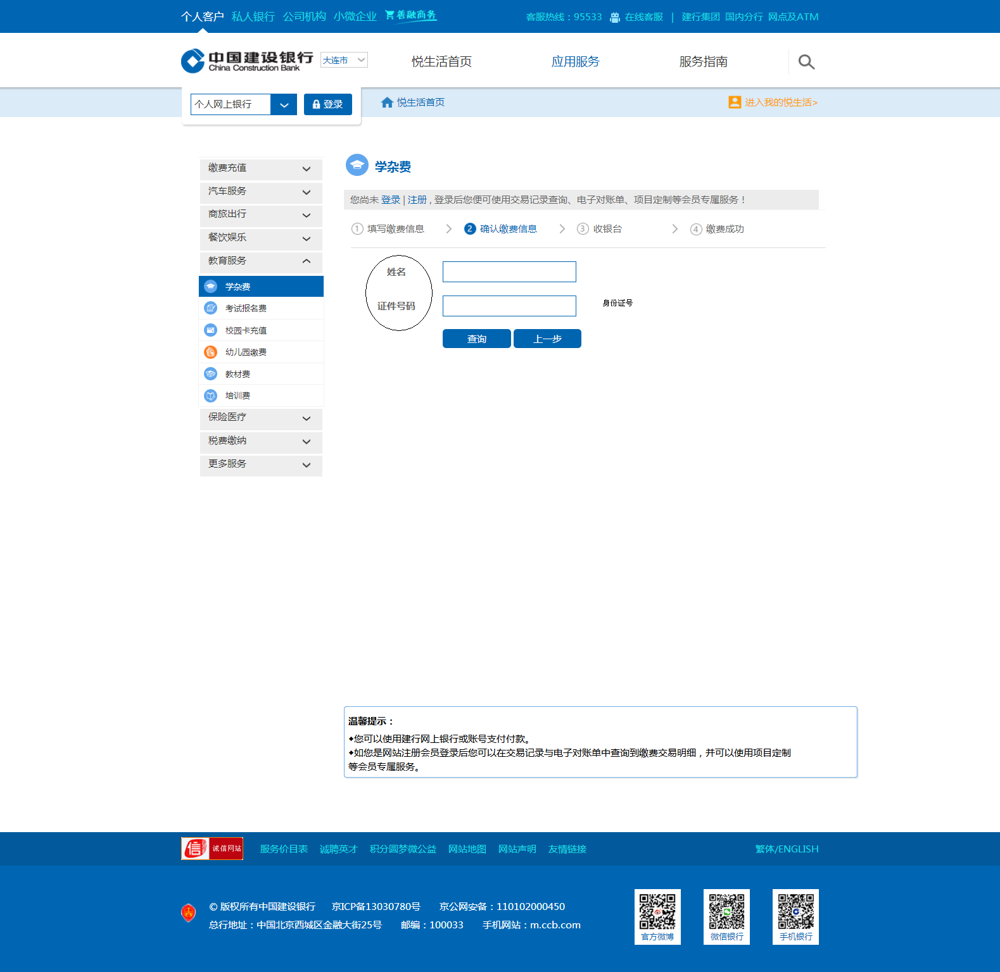 个人客户 私人银行 公司机构 小微企业 善融商务 客服热线：95533 在线客服 | 建行集团 国内分行 网点及ATM
中国建设银行
China Construction Bank
大连市
悦生活首页 应用服务 服务指南
个人网上银行 登录 悦生活首页 进入我的悦生活>
学杂费
您尚未 登录 | 注册 , 登录后您便可使用交易记录查询、电子对账单、项目定制等会员专属服务！
1 填写缴费信息 2 确认缴费信息 3 收银台 4 缴费成功
姓名
证件号码 身份证号
查询 上一步
缴费充值
汽车服务
商旅出行
餐饮娱乐
教育服务
学杂费
考试报名费
校园卡充值
幼儿园缴费
教材费
培训费
保险医疗
税费缴纳
更多服务
温馨提示：
◆您可以使用建行网上银行或账号支付付款。
◆如您是网站注册会员登录后您可以在交易记录与电子对账单中查询到缴费交易明细，并可以使用项目定制
等会员专属服务。
信 诚信网站 服务价目表 诚聘英才 积分圆梦微公益 网站地图 网站声明 友情链接 繁体/ENGLISH
© 版权所有中国建设银行 京ICP备13030780号 京公网安备：110102000450
总行地址：中国北京西城区金融大街25号 邮编：100033 手机网站：m.ccb.com
官方微博 微信银行 手机银行